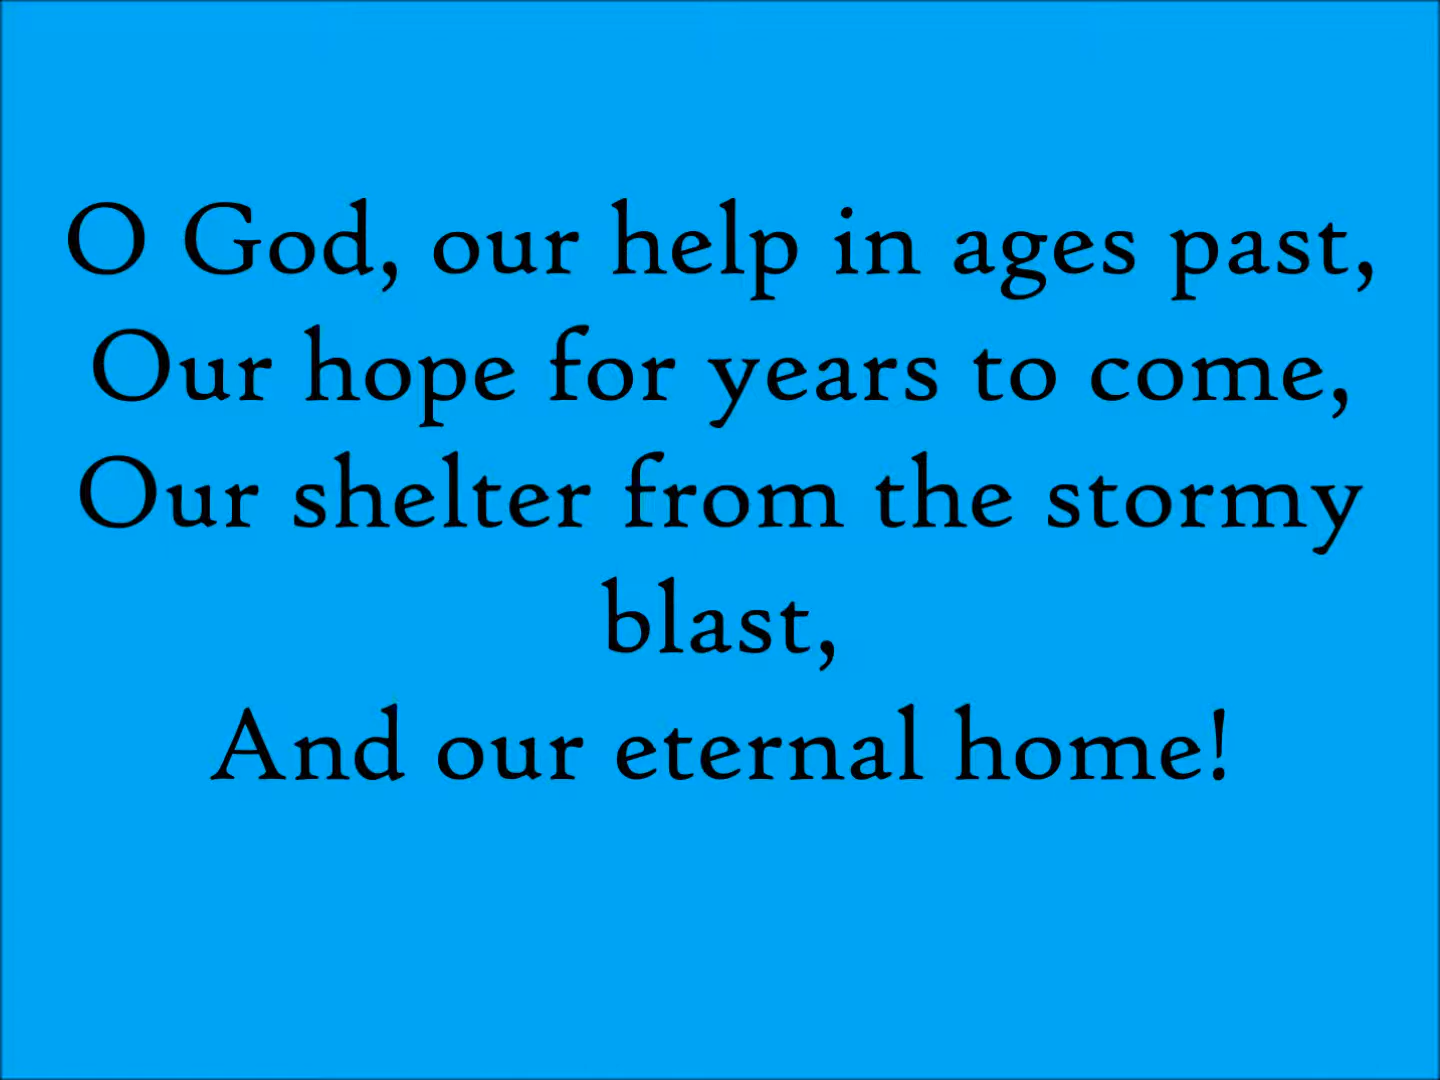 O God, our help in ages past,
Our hope for years to come,
Our shelter from the stormy
blast,
And our eternal home!